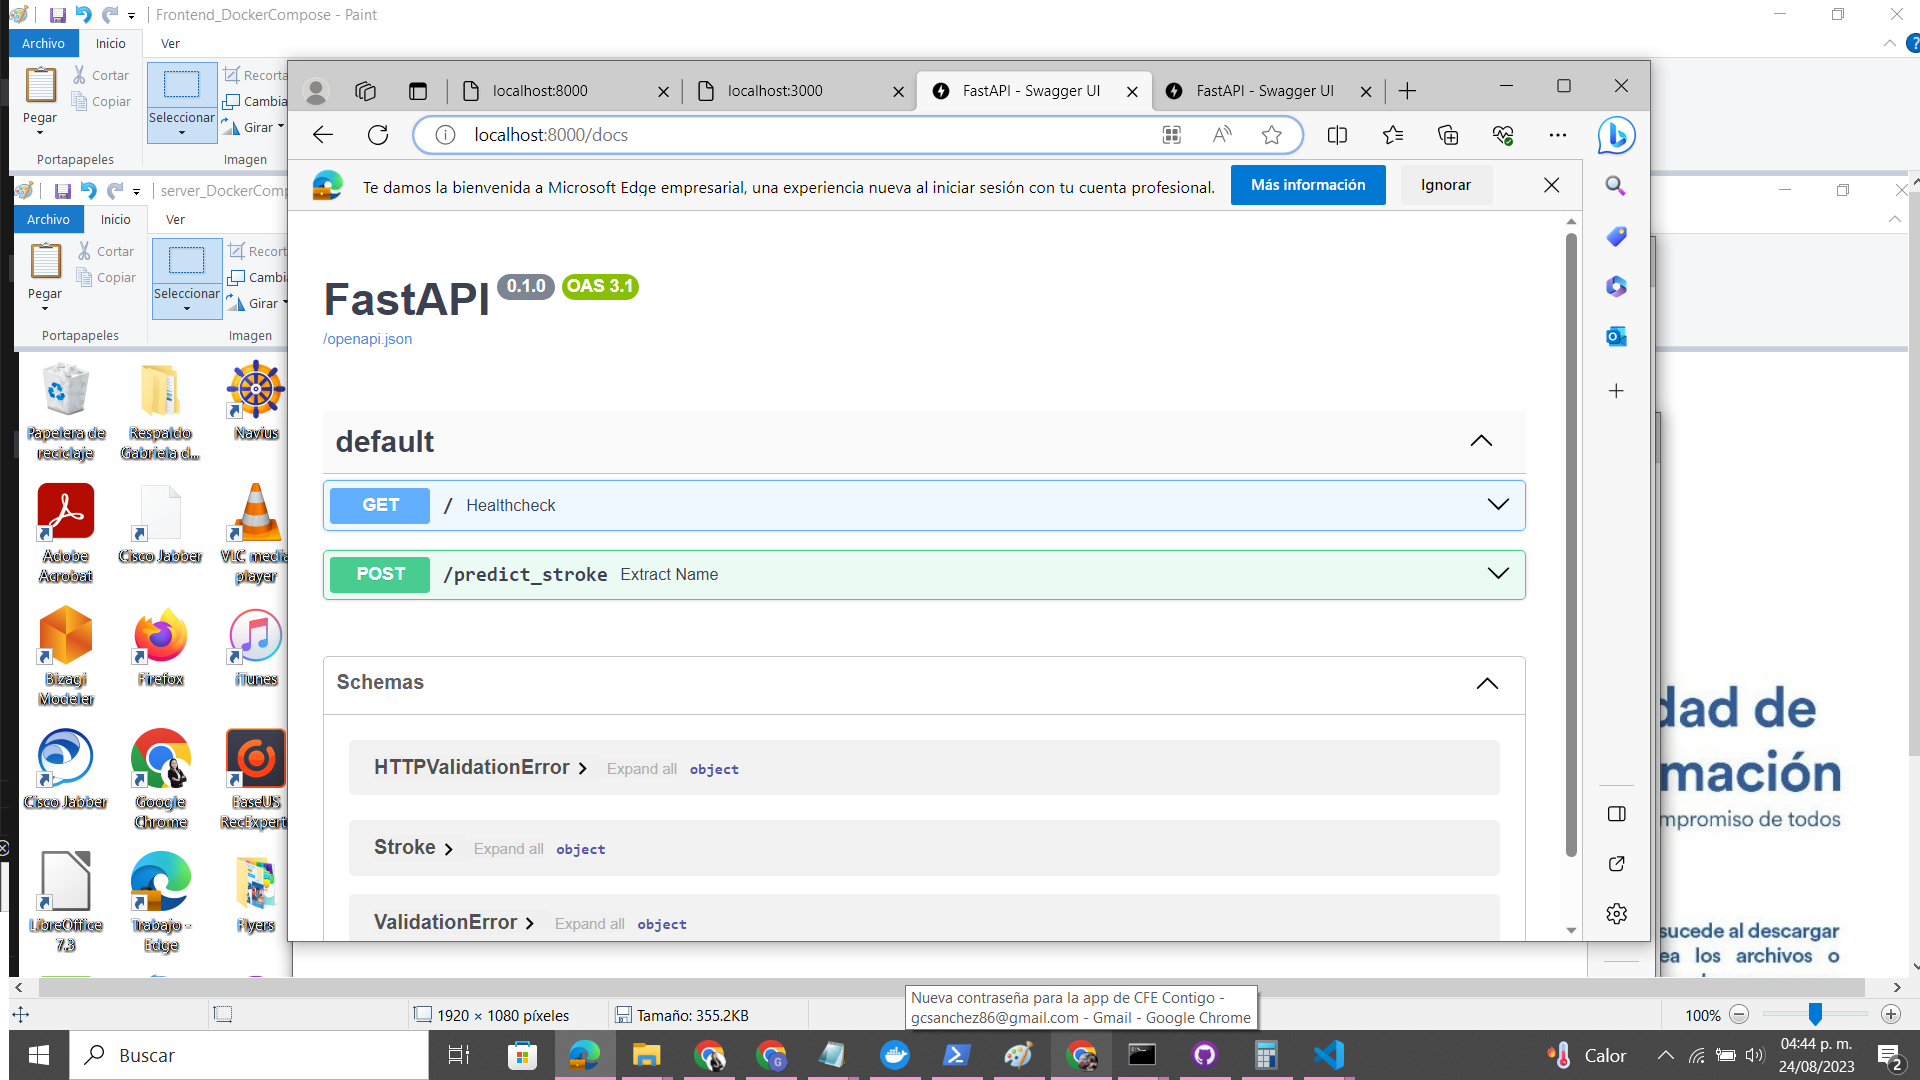 Frontend_DockerCompose - Paint
Archivo Inicio Ver
Pegar
Cortar
Copiar
Portapapeles
Seleccionar
Girar
Imagen
server_DockerComp
Archivo Inicio Ver
Pegar
Cortar
Copiar
Portapapeles
Seleccionar
Girar
Imagen
localhost:8000
localhost:3000
FastAPI - Swagger UI
FastAPI - Swagger UI
localhost:8000/docs
Te damos la bienvenida a Microsoft Edge empresarial, una experiencia nueva al iniciar sesión con tu cuenta profesional.
Más información
Ignorar
FastAPI 0.1.0 OAS 3.1
/openapi.json
default
GET / Healthcheck
POST /predict_stroke Extract Name
Schemas
HTTPValidationError Expand all object
Stroke Expand all object
ValidationError Expand all object
Papelera de
reciclaje
Respaldo
Gabriela d...
Navius
Adobe
Acrobat
Cisco Jabber
VLC media
player
Bizagi
Modeler
Firefox
iTunes
Cisco Jabber
Google
Chrome
EaseUS
RecExpert
LibreOffice
7.3
Trabajo -
Edge
Flyers
dad de
mación
mpromiso de todos
sucede al descargar
ea los archivos o
1920 × 1080 píxeles
Tamaño: 355.2KB
100%
Nueva contraseña para la app de CFE Contigo -
gcsanchez86@gmail.com - Gmail - Google Chrome
Buscar
Calor
04:44 p. m.
24/08/2023
2